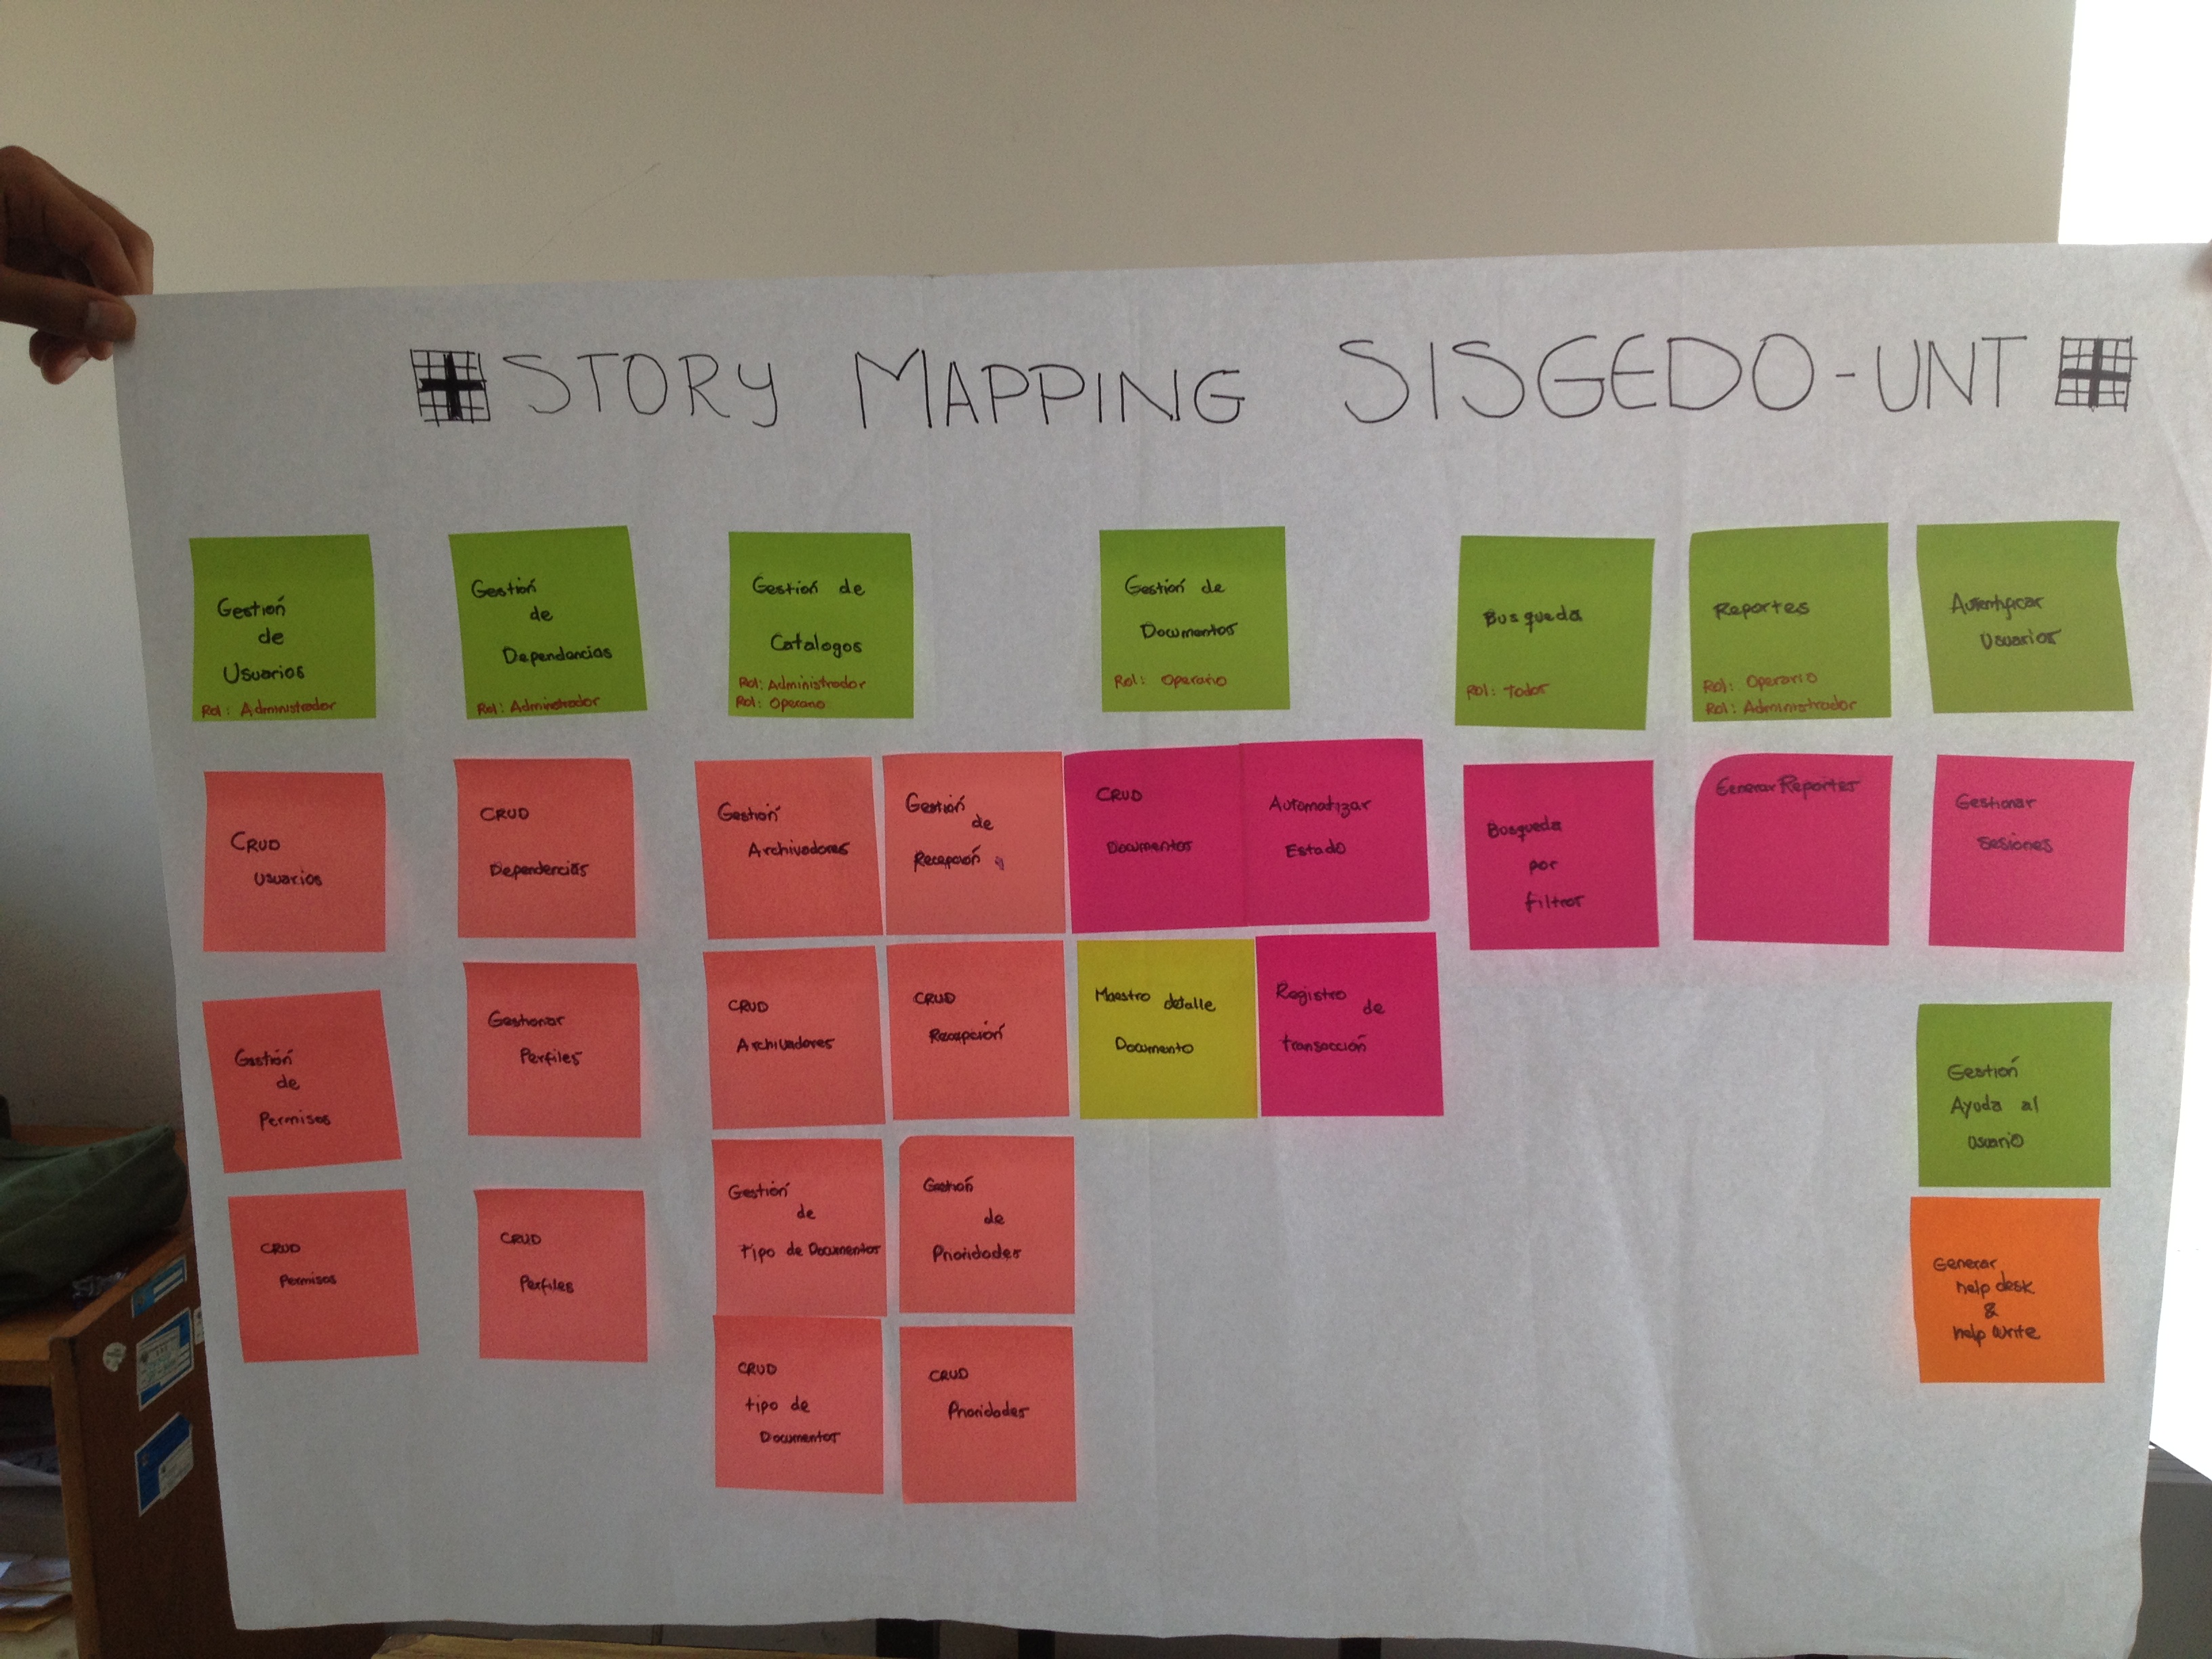 STORY MAPPING SISGEDO-UNT
Gestión
de
Usuarios
Rol: Administrador
Gestión
de
Dependencias
Rol: Administrador
Gestión de
Catalogos
Rol: Administrador
Rol: Operario
Gestión de
Documentos
Rol: Operario
Busqueda
Rol: Todos
Reportes
Rol: Operario
Rol: Administrador
Autentificar
Usuarios
CRUD
Usuarios
CRUD
Dependencias
Gestión
Archivadores
Gestión
de
Recepción
CRUD
Documentos
Automatizar
Estado
Busqueda
por
filtros
Generar Reportes
Gestionar
Sesiones
Gestión
de
Permisos
Gestionar
Perfiles
CRUD
Archivadores
CRUD
Recepción
Maestro detalle
Documento
Registro
de
transacción
Gestión
Ayuda al
usuario
CRUD
Permisos
CRUD
Perfiles
Gestión
de
tipo de Documentos
Gestión
de
Prioridades
Generar
help desk
&
help write
CRUD
tipo de
Documentos
CRUD
Prioridades